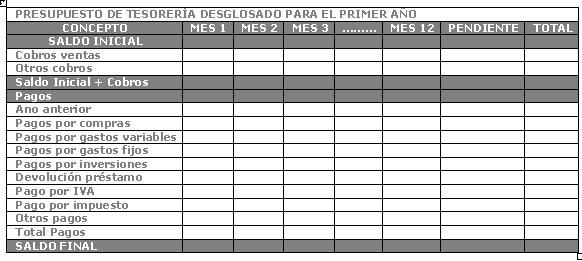 PRESUPUESTO DE TESORERÍA DESGLOSADO PARA EL PRIMER AÑO
CONCEPTO MES 1 MES 2 MES 3 ......... MES 12 PENDIENTE TOTAL
SALDO INICIAL
Cobros ventas
Otros cobros
Saldo Inicial + Cobros
Pagos
Ano anterior
Pagos por compras
Pagos por gastos variables
Pagos por gastos fijos
Pagos por inversiones
Devolución préstamo
Pago por IVA
Pago por impuesto
Otros pagos
Total Pagos
SALDO FINAL